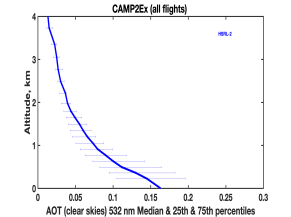 CAMP2Ex (all flights)
HSRL-2
Altitude, km
4
3
2
1
0
0 0.05 0.1 0.15 0.2 0.25 0.3
AOT (clear skies) 532 nm Median & 25th & 75th percentiles